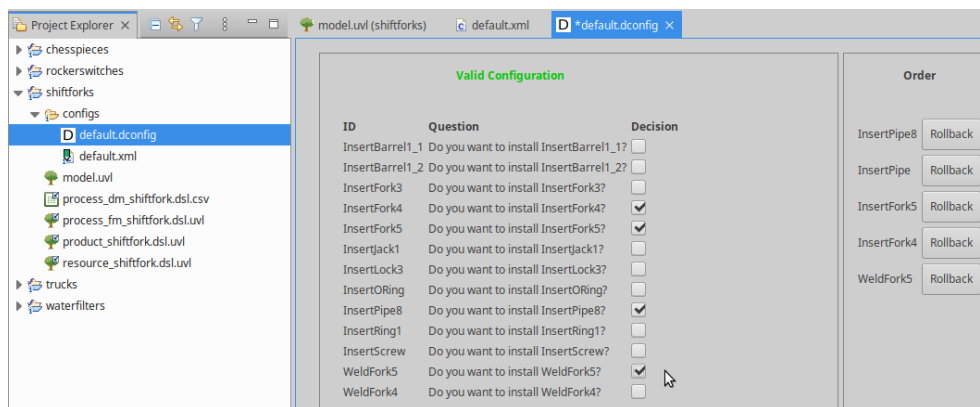 Project Explorer
model.uvl (shiftforks)
default.xml
*default.dconfig
chesspieces
rockerswitches
shiftforks
configs
default.dconfig
default.xml
model.uvl
process_dm_shiftfork.dsl.csv
process_fm_shiftfork.dsl.uvl
product_shiftfork.dsl.uvl
resource_shiftfork.dsl.uvl
trucks
waterfilters
Valid Configuration
ID Question Decision
InsertBarrel1_1 Do you want to install InsertBarrel1_1?
InsertBarrel1_2 Do you want to install InsertBarrel1_2?
InsertFork3 Do you want to install InsertFork3?
InsertFork4 Do you want to install InsertFork4?
InsertFork5 Do you want to install InsertFork5?
InsertJack1 Do you want to install InsertJack1?
InsertLock3 Do you want to install InsertLock3?
InsertORing Do you want to install InsertORing?
InsertPipe8 Do you want to install InsertPipe8?
InsertRing1 Do you want to install InsertRing1?
InsertScrew Do you want to install InsertScrew?
WeldFork5 Do you want to install WeldFork5?
WeldFork4 Do you want to install WeldFork4?
Order
InsertPipe8 Rollback
InsertPipe Rollback
InsertFork5 Rollback
InsertFork4 Rollback
WeldFork5 Rollback